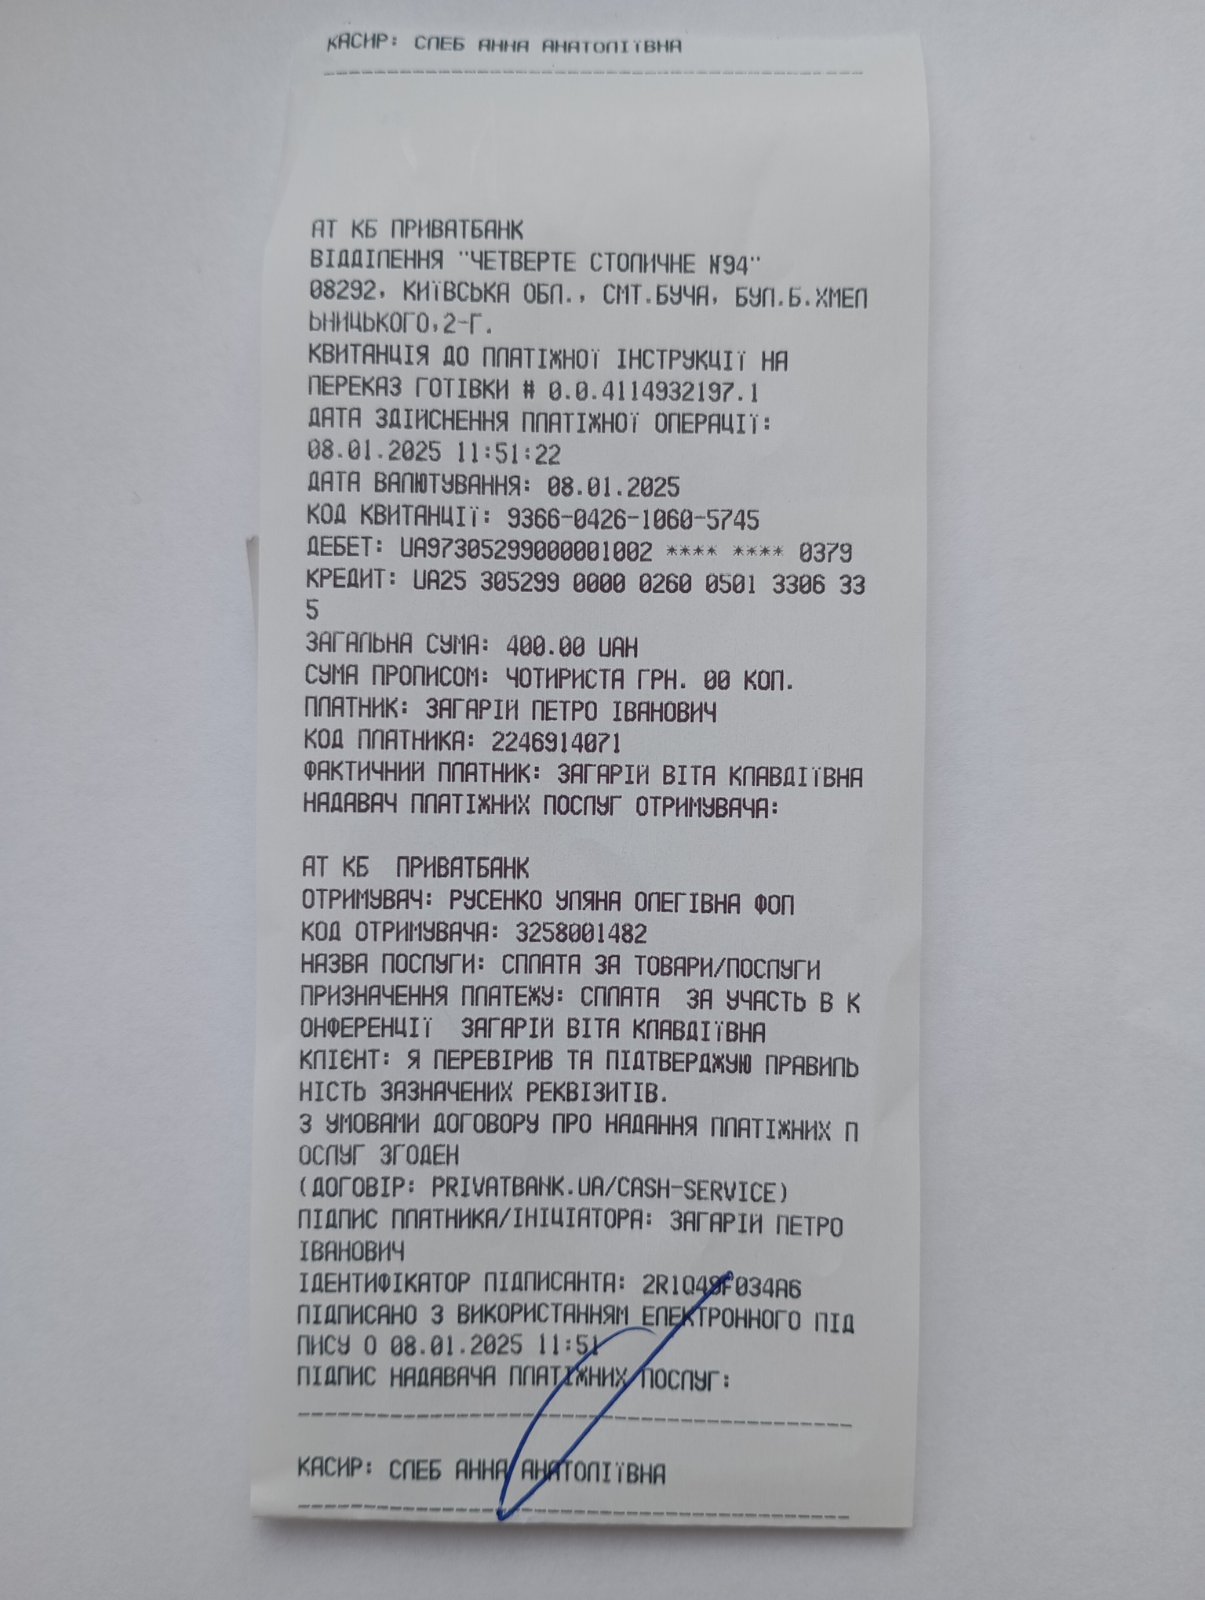 КАСИР: СЛЕБ АННА АНАТОЛІЇВНА
АТ КБ ПРИВАТБАНК
ВІДДІЛЕННЯ "ЧЕТВЕРТЕ СТОЛИЧНЕ №94"
08292, КИЇВСЬКА ОБЛ., СМТ.БУЧА, БУЛ.Б.ХМЕЛ
ЬНИЦЬКОГО,2-Г.
КВИТАНЦІЯ ДО ПЛАТІЖНОЇ ІНСТРУКЦІЇ НА
ПЕРЕКАЗ ГОТІВКИ # 0.0.4114932197.1
ДАТА ЗДІЙСНЕННЯ ПЛАТІЖНОЇ ОПЕРАЦІЇ:
08.01.2025 11:51:22
ДАТА ВАЛЮТУВАННЯ: 08.01.2025
КОД КВИТАНЦІЇ: 9366-0426-1060-5745
ДЕБЕТ: UA973052990000001002 **** **** 0379
КРЕДИТ: UA25 305299 0000 0260 0501 3306 33
5
ЗАГАЛЬНА СУМА: 400.00 UAH
СУМА ПРОПИСОМ: ЧОТИРИСТА ГРН. 00 КОП.
ПЛАТНИК: ЗАГАРІЙ ПЕТРО ІВАНОВИЧ
КОД ПЛАТНИКА: 2246914071
ФАКТИЧНИЙ ПЛАТНИК: ЗАГАРІЙ ВІТА КЛАВДІЇВНА
НАДАВАЧ ПЛАТІЖНИХ ПОСЛУГ ОТРИМУВАЧА:
АТ КБ  ПРИВАТБАНК
ОТРИМУВАЧ: РУСЕНКО УЛЯНА ОЛЕГІВНА ФОП
КОД ОТРИМУВАЧА: 3258001482
НАЗВА ПОСЛУГИ: СПЛАТА ЗА ТОВАРИ/ПОСЛУГИ
ПРИЗНАЧЕННЯ ПЛАТЕЖУ: СПЛАТА  ЗА УЧАСТЬ В К
ОНФЕРЕНЦІЇ  ЗАГАРІЙ ВІТА КЛАВДІЇВНА
КЛІЄНТ: Я ПЕРЕВІРИВ ТА ПІДТВЕРДЖУЮ ПРАВИЛЬ
НІСТЬ ЗАЗНАЧЕНИХ РЕКВІЗИТІВ.
З УМОВАМИ ДОГОВОРУ ПРО НАДАННЯ ПЛАТІЖНИХ П
ОСЛУГ ЗГОДЕН
(ДОГОВІР: PRIVATBANK.UA/CASH-SERVICE)
ПІДПИС ПЛАТНИКА/ІНІЦІАТОРА: ЗАГАРІЙ ПЕТРО
ІВАНОВИЧ
ІДЕНТИФІКАТОР ПІДПИСАНТА: 2R1Q49F034A6
ПІДПИСАНО З ВИКОРИСТАННЯМ ЕЛЕКТРОННОГО ПІД
ПИСУ О 08.01.2025 11:51
ПІДПИС НАДАВАЧА ПЛАТІЖНИХ ПОСЛУГ:
КАСИР: СЛЕБ АННА АНАТОЛІЇВНА